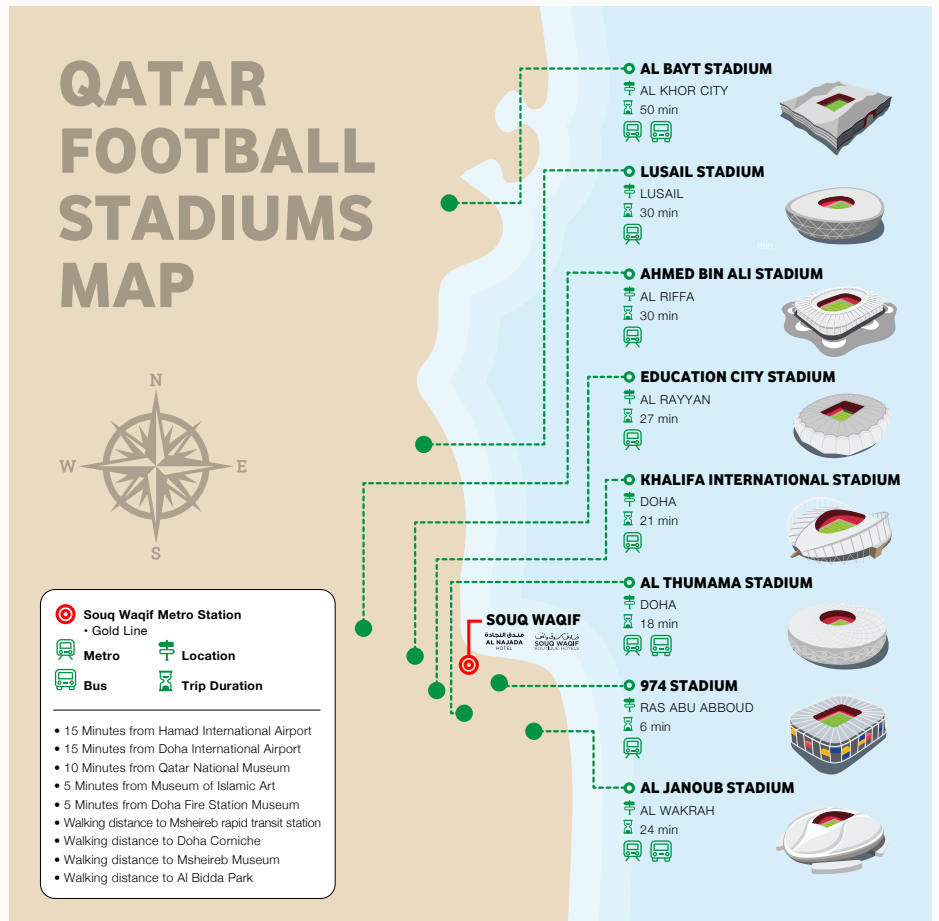 QATAR
FOOTBALL
STADIUMS
MAP
N
W
E
S
AL BAYT STADIUM
AL KHOR CITY
50 min
LUSAIL STADIUM
LUSAIL
30 min
min
AHMED BIN ALI STADIUM
AL RIFFA
30 min
EDUCATION CITY STADIUM
AL RAYYAN
27 min
KHALIFA INTERNATIONAL STADIUM
DOHA
21 min
AL THUMAMA STADIUM
DOHA
18 min
974 STADIUM
RAS ABU ABBOUD
6 min
AL JANOUB STADIUM
AL WAKRAH
24 min
SOUQ WAQIF
فندق النجادة
AL NAJADA
HOTEL
SOUQ WAQIF
BOUTIQUE HOTELS
Souq Waqif Metro Station
• Gold Line
Metro
Location
Bus
Trip Duration
• 15 Minutes from Hamad International Airport
• 15 Minutes from Doha International Airport
• 10 Minutes from Qatar National Museum
• 5 Minutes from Museum of Islamic Art
• 5 Minutes from Doha Fire Station Museum
• Walking distance to Msheireb rapid transit station
• Walking distance to Doha Corniche
• Walking distance to Msheireb Museum
• Walking distance to Al Bidda Park